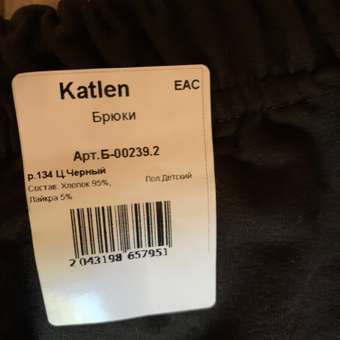 Katlen EAC
Брюки
Арт.Б-00239.2
р.134 Ц.Черный
Состав: Хлопок 95%, Пол:Детский
Лайкра 5%
2 043198 657951